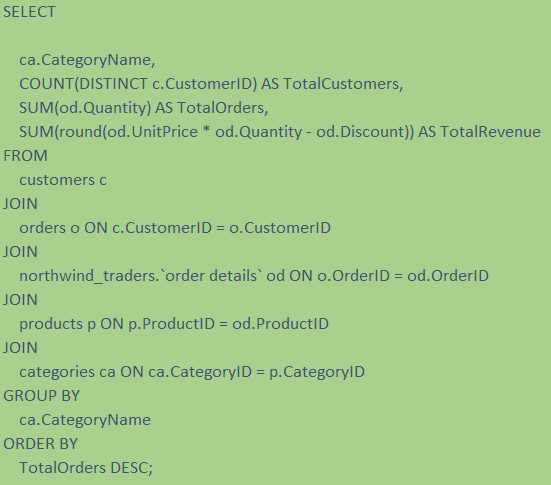 SELECT
ca.CategoryName,
COUNT(DISTINCT c.CustomerID) AS TotalCustomers,
SUM(od.Quantity) AS TotalOrders,
SUM(round(od.UnitPrice * od.Quantity - od.Discount)) AS TotalRevenue
FROM
customers c
JOIN
orders o ON c.CustomerID = o.CustomerID
JOIN
northwind_traders.`order details` od ON o.OrderID = od.OrderID
JOIN
products p ON p.ProductID = od.ProductID
JOIN
categories ca ON ca.CategoryID = p.CategoryID
GROUP BY
ca.CategoryName
ORDER BY
TotalOrders DESC;